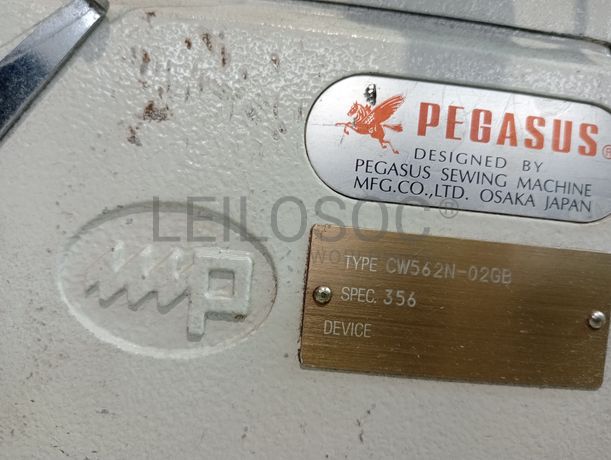 PEGASUS®
DESIGNED BY
PEGASUS SEWING MACHINE
MFG.CO.,LTD. OSAKA JAPAN
LEILOSOC®
TYPE CW562N-02GB
SPEC. 356
DEVICE